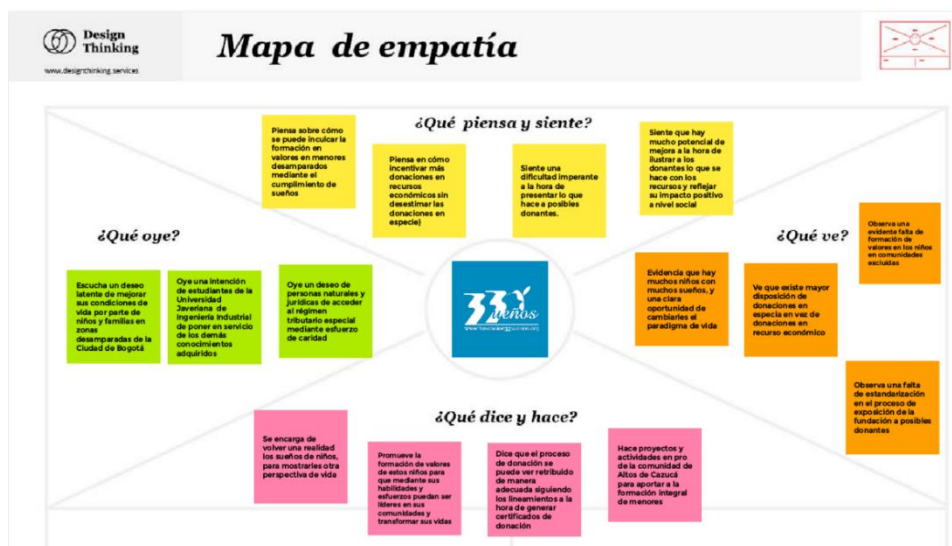 Design
Thinking
www.designthinking.services
Mapa de empatía
¿Qué piensa y siente?
Piensa sobre cómo
se puede inculcar la
formación en
valores en menores
desamparados
mediante el
cumplimiento de
sueños
Piensa en cómo
incentivar más
donaciones en
recursos
económicos sin
desestimar las
donaciones en
especie)
Siente una
dificultad imperante
a la hora de
presentar lo que
hace a posibles
donantes.
Siente que hay
mucho potencial de
mejora a la hora de
ilustrar a los
donantes lo que se
hace con los
recursos y reflejar
su impacto positivo
a nivel social
¿Qué oye?
Escucha un deseo
latente de mejorar
sus condiciones de
vida por parte de
niños y familias en
zonas
desamparadas de la
Ciudad de Bogotá
Oye una intención
de estudiantes de la
Universidad
Javeriana de
Ingeniería Industrial
de poner en servicio
de los demás
conocimientos
adquiridos
Oye un deseo de
personas naturales y
jurídicas de acceder
al régimen
tributario especial
mediante esfuerzo
de caridad
33 sueños
¿Qué ve?
Evidencia que hay
muchos niños con
muchos sueños, y
una clara
oportunidad de
cambiarles el
paradigma de vida
Ve que existe mayor
disposición de
donaciones en
especia en vez de
donaciones en
recurso económico
Observa una
evidente falta de
formación de
valores en los niños
en comunidades
excluidas
Observa una falta
de estandarización
en el proceso de
exposición de la
fundación a posibles
donantes
¿Qué dice y hace?
Se encarga de
volver una realidad
los sueños de niños,
para mostrarles otra
perspectiva de vida
Promueve la
formación de valores
de estos niños para
que mediante sus
habilidades y
esfuerzos puedan ser
líderes en sus
comunidades y
transformar sus vidas
Dice que el proceso
de donación se
puede ver retribuido
de manera
adecuada siguiendo
los lineamientos a la
hora de generar
certificados de
donación
Hace proyectos y
actividades en pro
de la comunidad de
Altos de Cazucá
para aportar a la
formación integral
de menores